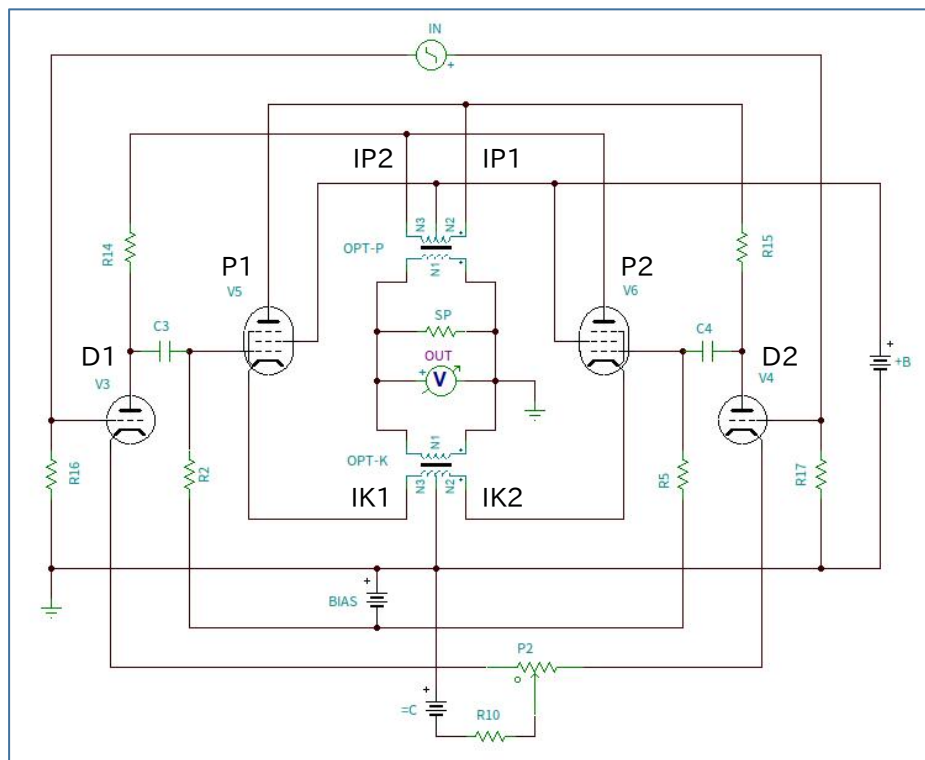 IN
+
IP2 IP1
N3 N2
OPT-P
N1
R14
R15
P1
V5
P2
V6
SP
C3
C4
OUT
+
V
D1
V3
D2
V4
+
+B
N1
OPT-K
N3 N2
R16
R2
R5
R17
IK1 IK2
+
BIAS
P2
+
=C
R10